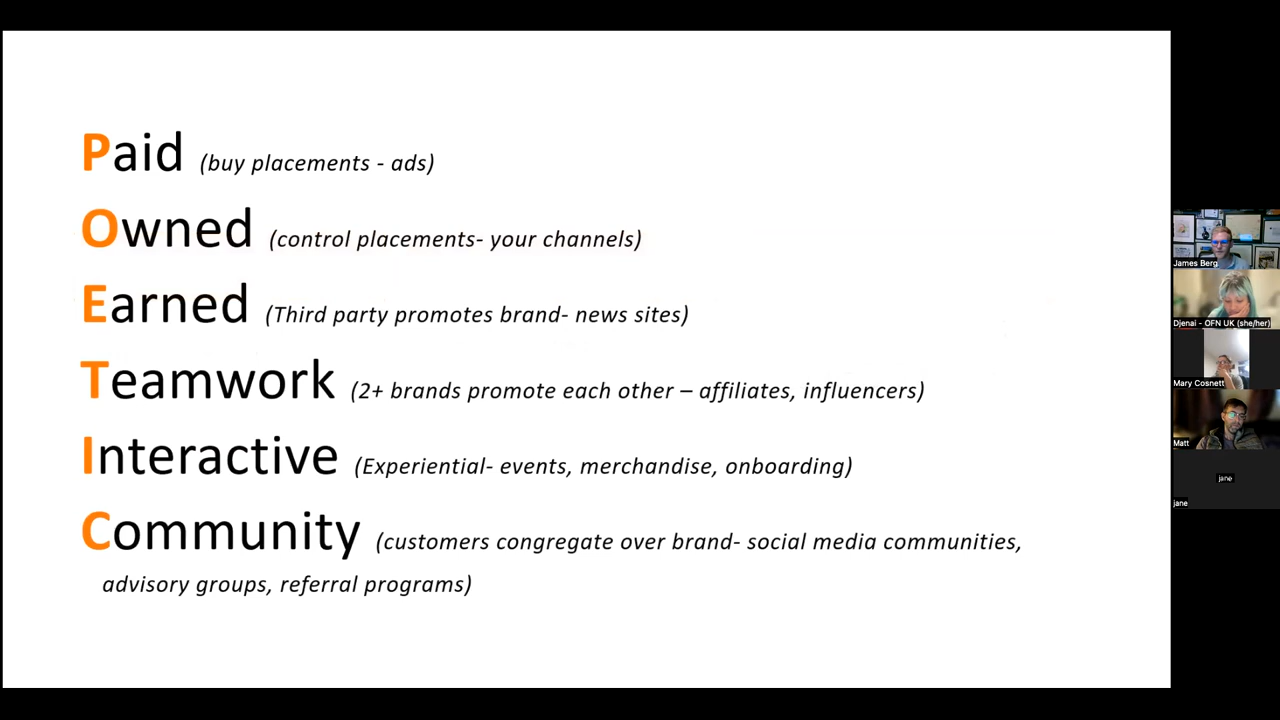 Paid (buy placements - ads)
Owned (control placements- your channels)
Earned (Third party promotes brand- news sites)
Teamwork (2+ brands promote each other – affiliates, influencers)
Interactive (Experiential- events, merchandise, onboarding)
Community (customers congregate over brand- social media communities,
advisory groups, referral programs)
James Berg
Djenai - OFN UK (she/her)
Mary Cosnett
Matt
jane
jane